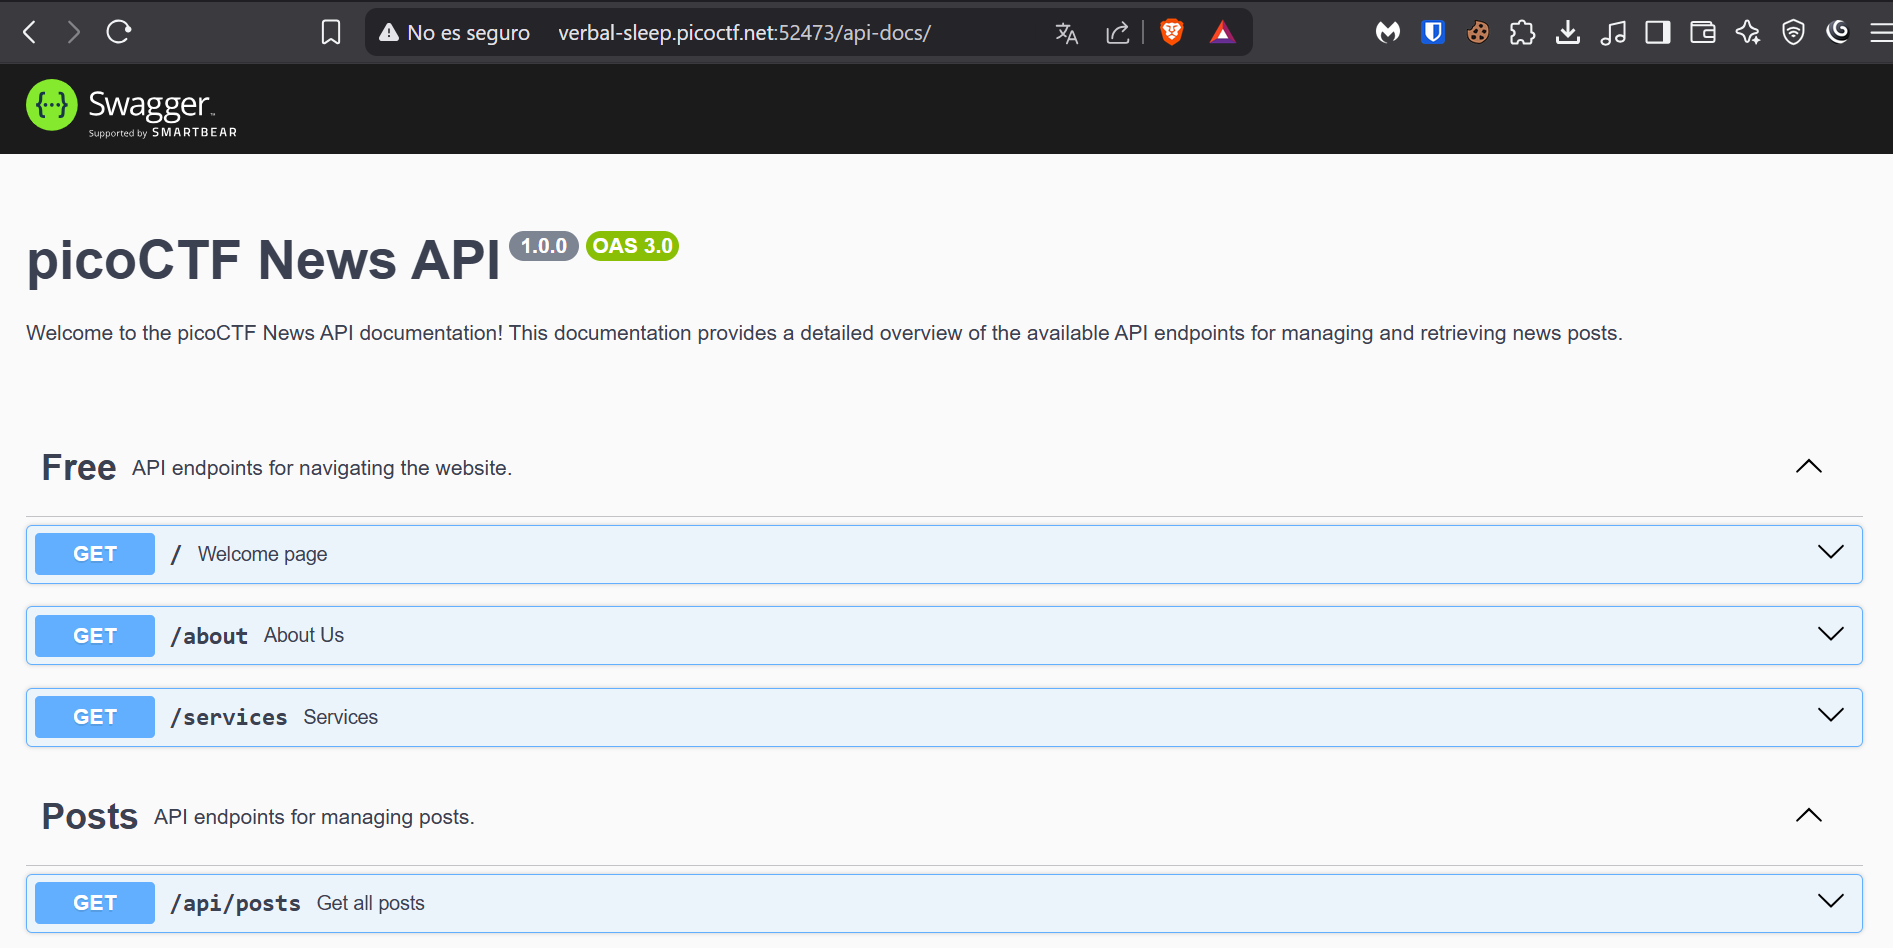 No es seguro verbal-sleep.picoctf.net:52473/api-docs/
{···} Swagger™
Supported by SMARTBEAR
picoCTF News API 1.0.0 OAS 3.0
Welcome to the picoCTF News API documentation! This documentation provides a detailed overview of the available API endpoints for managing and retrieving news posts.
Free API endpoints for navigating the website.
GET / Welcome page
GET /about About Us
GET /services Services
Posts API endpoints for managing posts.
GET /api/posts Get all posts